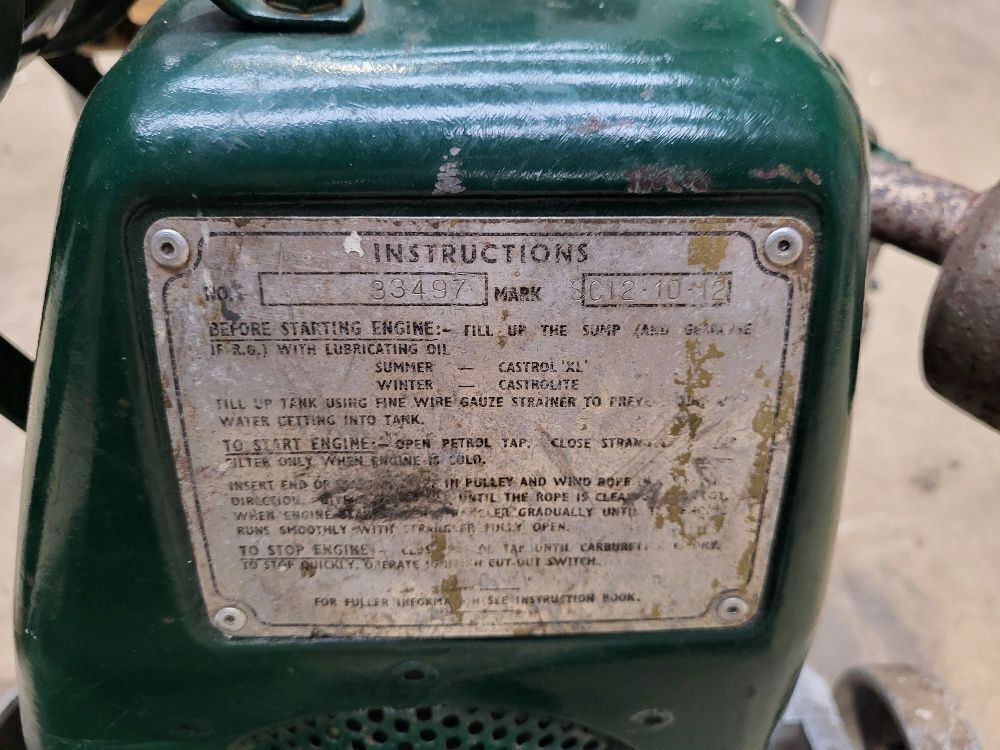 INSTRUCTIONS
NO. 33497 MARK SC12 10 12
BEFORE STARTING ENGINE:- FILL UP THE SUMP (AND
IF R.G.) WITH LUBRICATING OIL
SUMMER — CASTROL 'XL'
WINTER — CASTROLITE
FILL UP TANK USING FINE WIRE GAUZE STRAINER TO
WATER GETTING INTO TANK.
TO START ENGINE:- OPEN PETROL TAP. CLOSE
FILTER ONLY WHEN ENGINE IS COLD.
INSERT END OF IN PULLEY AND WIND ROPE
DIRECTION. UNTIL THE ROPE IS
WHEN ENGINE GRADUALLY UNTIL
RUNS SMOOTHLY WITH STRANGLER FULLY OPEN.
TO STOP ENGINE:- TAP UNTIL
TO STOP QUICKLY, OPERATE IGNITION CUT-OUT SWITCH.
FOR FULLER INFORMATION SEE INSTRUCTION BOOK.